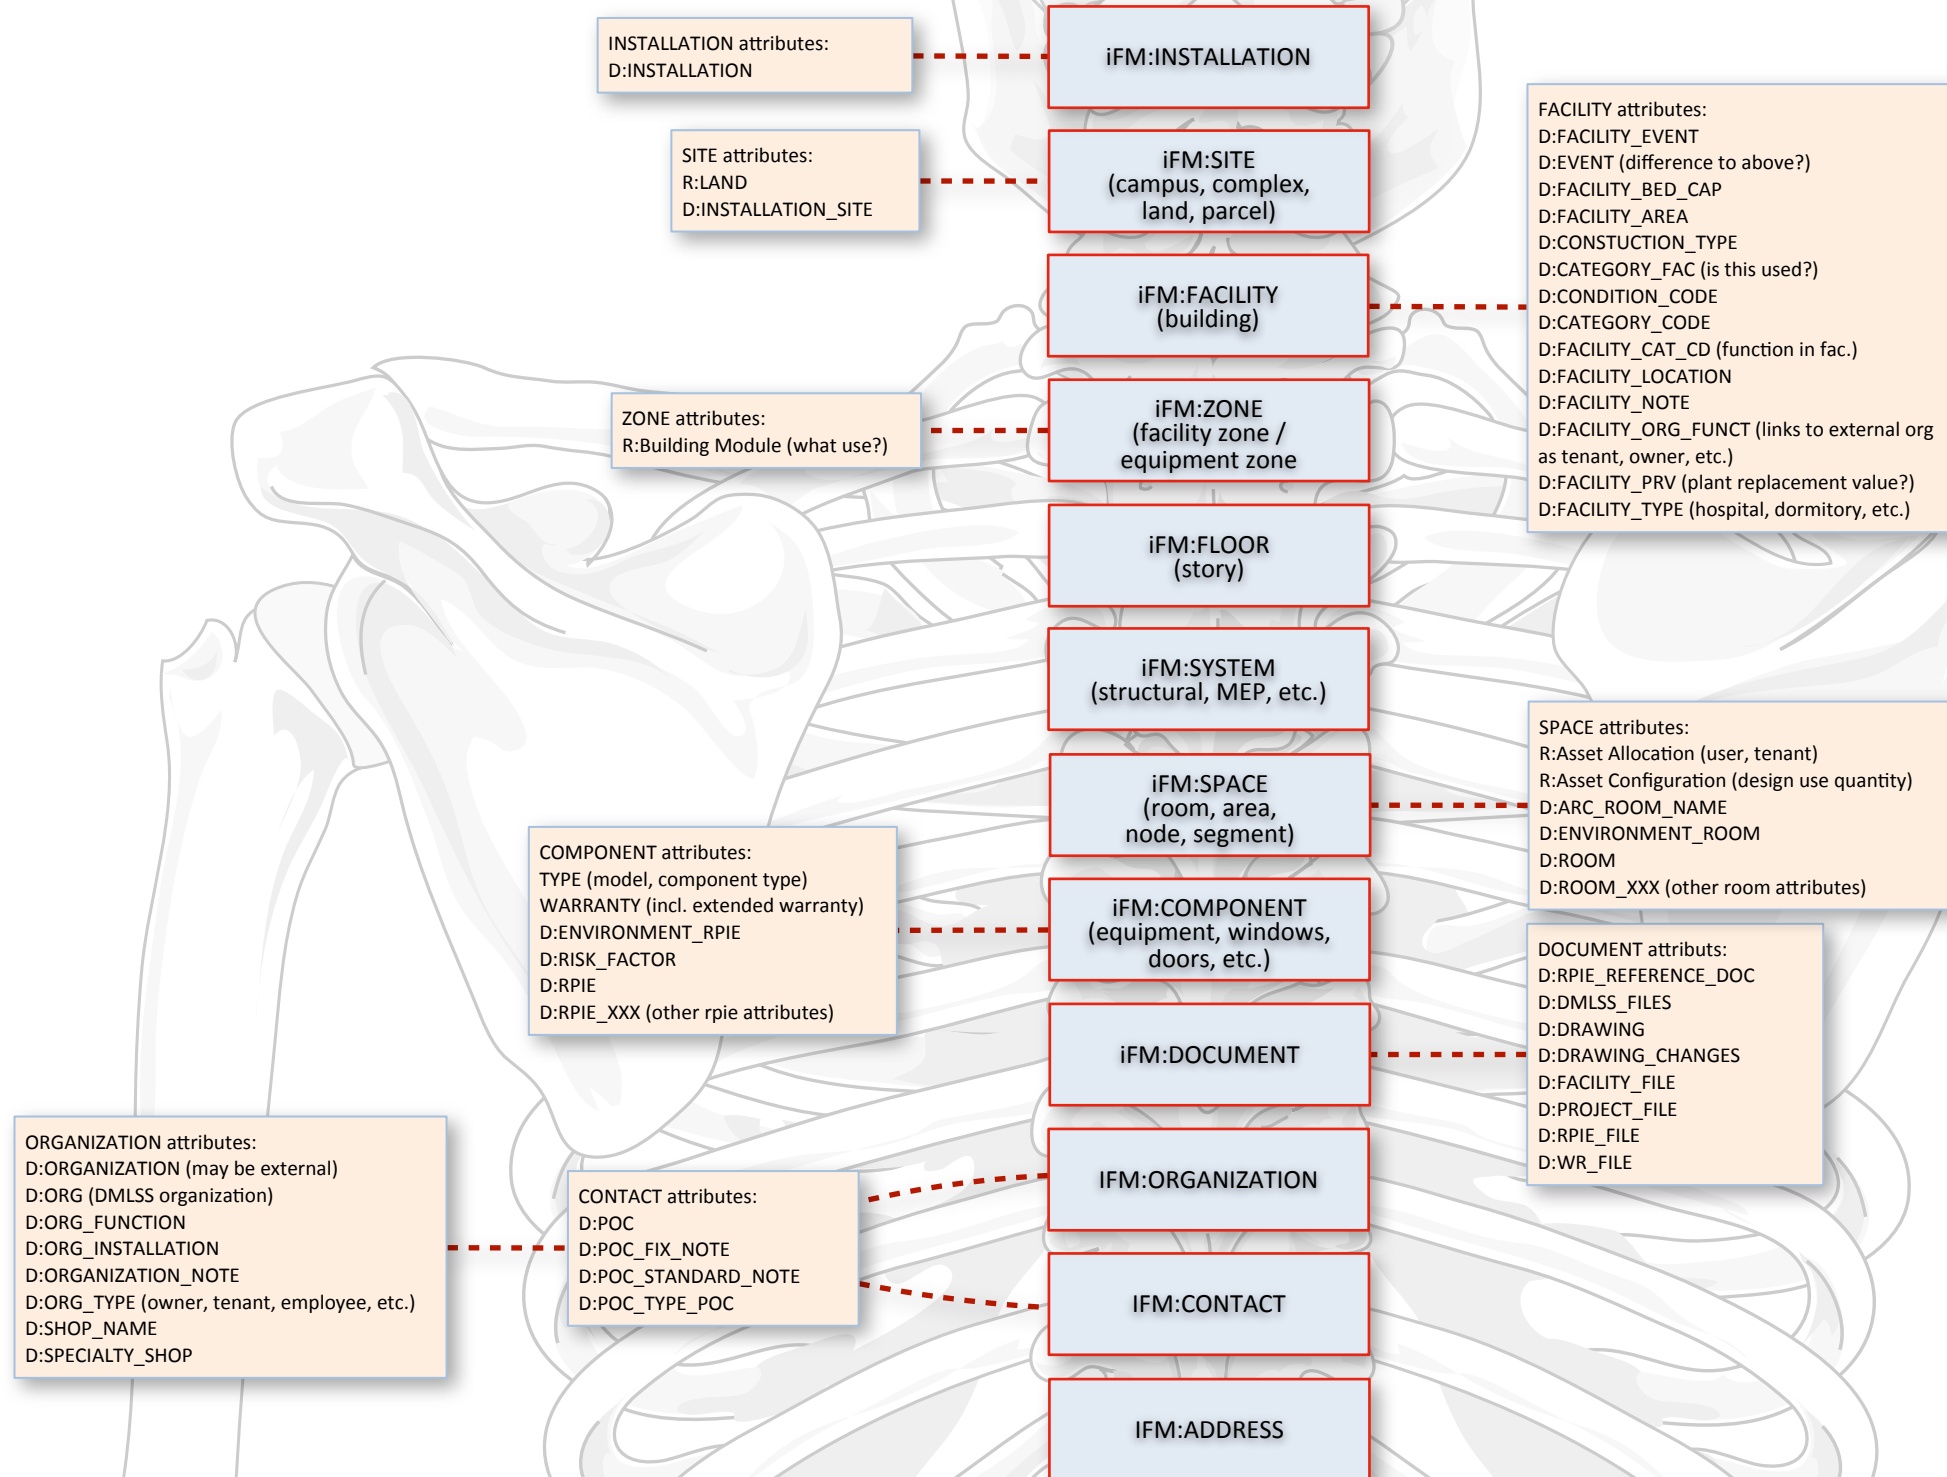 INSTALLATION attributes:
D:INSTALLATION
iFM:INSTALLATION
SITE attributes:
R:LAND
D:INSTALLATION_SITE
iFM:SITE
(campus, complex,
land, parcel)
FACILITY attributes:
D:FACILITY_EVENT
D:EVENT (difference to above?)
D:FACILITY_BED_CAP
D:FACILITY_AREA
D:CONSTUCTION_TYPE
D:CATEGORY_FAC (is this used?)
D:CONDITION_CODE
D:CATEGORY_CODE
D:FACILITY_CAT_CD (function in fac.)
D:FACILITY_LOCATION
D:FACILITY_NOTE
D:FACILITY_ORG_FUNCT (links to external org
as tenant, owner, etc.)
D:FACILITY_PRV (plant replacement value?)
D:FACILITY_TYPE (hospital, dormitory, etc.)
iFM:FACILITY
(building)
ZONE attributes:
R:Building Module (what use?)
iFM:ZONE
(facility zone /
equipment zone
iFM:FLOOR
(story)
iFM:SYSTEM
(structural, MEP, etc.)
iFM:SPACE
(room, area,
node, segment)
SPACE attributes:
R:Asset Allocation (user, tenant)
R:Asset Configuration (design use quantity)
D:ARC_ROOM_NAME
D:ENVIRONMENT_ROOM
D:ROOM
D:ROOM_XXX (other room attributes)
COMPONENT attributes:
TYPE (model, component type)
WARRANTY (incl. extended warranty)
D:ENVIRONMENT_RPIE
D:RISK_FACTOR
D:RPIE
D:RPIE_XXX (other rpie attributes)
iFM:COMPONENT
(equipment, windows,
doors, etc.)
DOCUMENT attributs:
D:RPIE_REFERENCE_DOC
D:DMLSS_FILES
D:DRAWING
D:DRAWING_CHANGES
D:FACILITY_FILE
D:PROJECT_FILE
D:RPIE_FILE
D:WR_FILE
iFM:DOCUMENT
ORGANIZATION attributes:
D:ORGANIZATION (may be external)
D:ORG (DMLSS organization)
D:ORG_FUNCTION
D:ORG_INSTALLATION
D:ORGANIZATION_NOTE
D:ORG_TYPE (owner, tenant, employee, etc.)
D:SHOP_NAME
D:SPECIALTY_SHOP
CONTACT attributes:
D:POC
D:POC_FIX_NOTE
D:POC_STANDARD_NOTE
D:POC_TYPE_POC
IFM:ORGANIZATION
IFM:CONTACT
IFM:ADDRESS